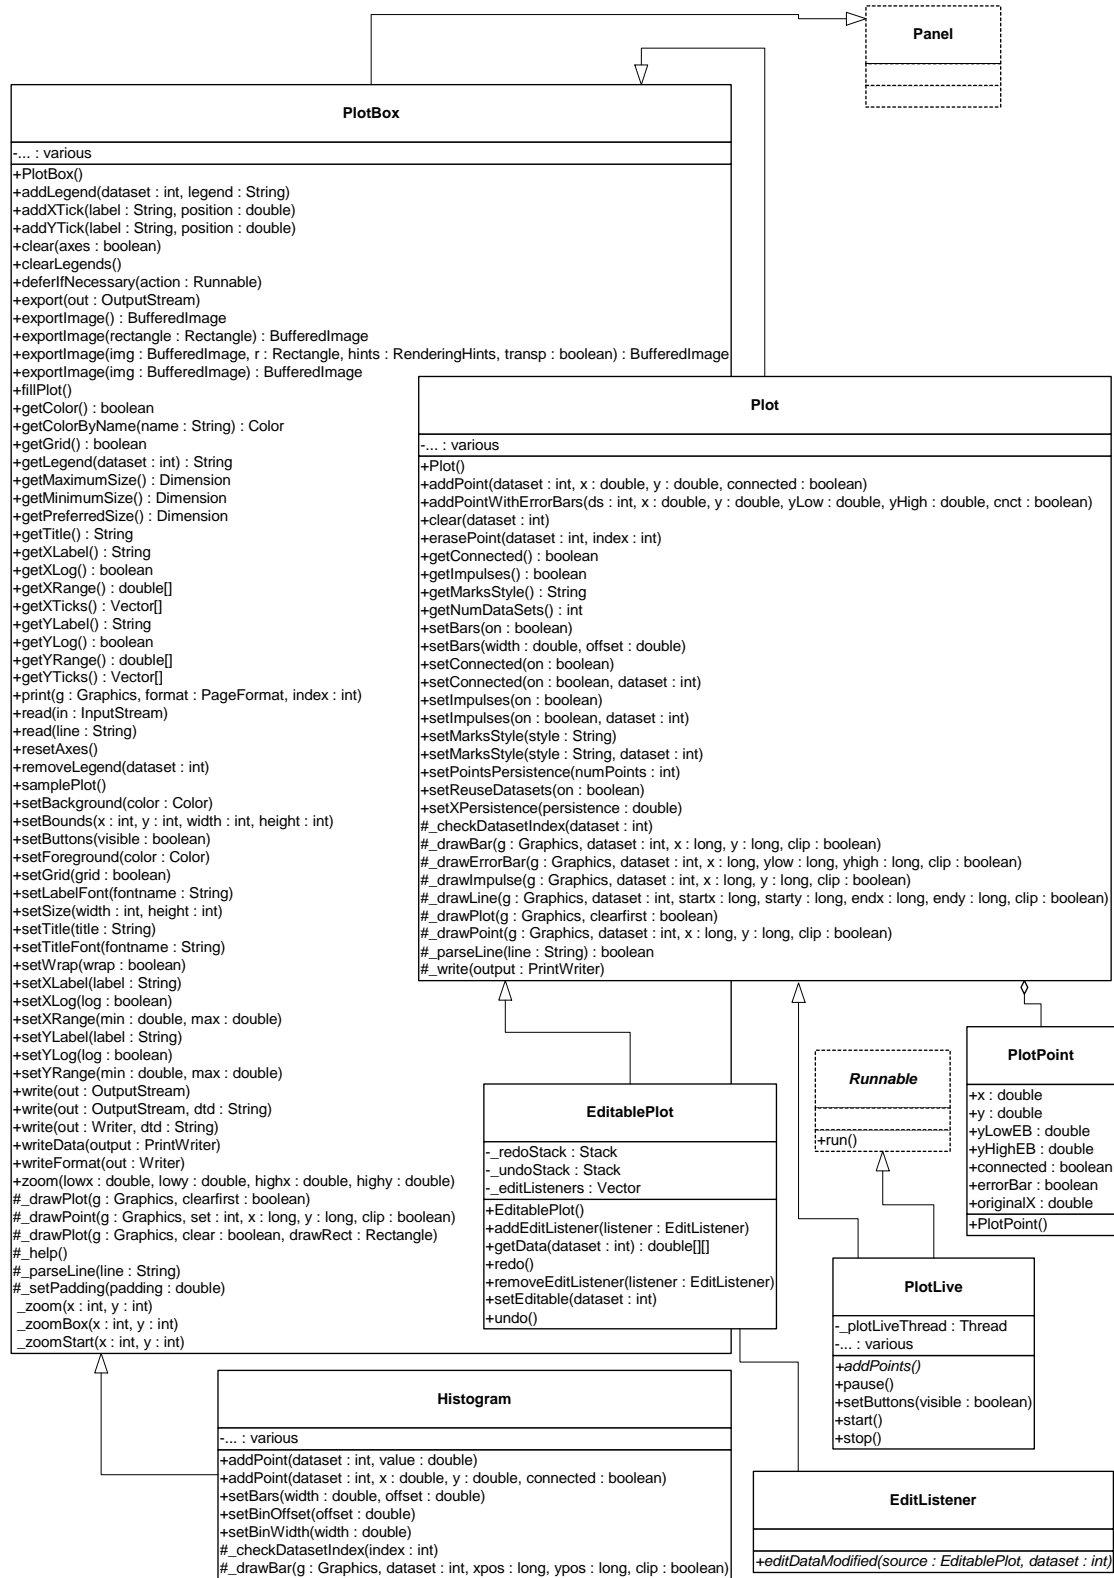 Panel
PlotBox
-... : various
+PlotBox()
+addLegend(dataset : int, legend : String)
+addXTick(label : String, position : double)
+addYTick(label : String, position : double)
+clear(axes : boolean)
+clearLegends()
+deferIfNecessary(action : Runnable)
+export(out : OutputStream)
+exportImage() : BufferedImage
+exportImage(rectangle : Rectangle) : BufferedImage
+exportImage(img : BufferedImage, r : Rectangle, hints : RenderingHints, transp : boolean) : BufferedImage
+exportImage(img : BufferedImage) : BufferedImage
+fillPlot()
+getColor() : boolean
+getColorByName(name : String) : Color
+getGrid() : boolean
+getLegend(dataset : int) : String
+getMaximumSize() : Dimension
+getMinimumSize() : Dimension
+getPreferredSize() : Dimension
+getTitle() : String
+getXLabel() : String
+getXLog() : boolean
+getXRange() : double[]
+getXTicks() : Vector[]
+getYLabel() : String
+getYLog() : boolean
+getYRange() : double[]
+getYTicks() : Vector[]
+print(g : Graphics, format : PageFormat, index : int)
+read(in : InputStream)
+read(line : String)
+resetAxes()
+removeLegend(dataset : int)
+samplePlot()
+setBackground(color : Color)
+setBounds(x : int, y : int, width : int, height : int)
+setButtons(visible : boolean)
+setForeground(color : Color)
+setGrid(grid : boolean)
+setLabelFont(fontname : String)
+setSize(width : int, height : int)
+setTitle(title : String)
+setTitleFont(fontname : String)
+setWrap(wrap : boolean)
+setXLabel(label : String)
+setXLog(log : boolean)
+setXRange(min : double, max : double)
+setYLabel(label : String)
+setYLog(log : boolean)
+setYRange(min : double, max : double)
+write(out : OutputStream)
+write(out : OutputStream, dtd : String)
+write(out : Writer, dtd : String)
+writeData(output : PrintWriter)
+writeFormat(out : Writer)
+zoom(lowx : double, lowy : double, highx : double, highy : double)
#_drawPlot(g : Graphics, clearfirst : boolean)
#_drawPoint(g : Graphics, set : int, x : long, y : long, clip : boolean)
#_drawPlot(g : Graphics, clear : boolean, drawRect : Rectangle)
#_help()
#_parseLine(line : String)
#_setPadding(padding : double)
_zoom(x : int, y : int)
_zoomBox(x : int, y : int)
_zoomStart(x : int, y : int)
Plot
-... : various
+Plot()
+addPoint(dataset : int, x : double, y : double, connected : boolean)
+addPointWithErrorBars(ds : int, x : double, y : double, yLow : double, yHigh : double, cnct : boolean)
+clear(dataset : int)
+erasePoint(dataset : int, index : int)
+getConnected() : boolean
+getImpulses() : boolean
+getMarksStyle() : String
+getNumDataSets() : int
+setBars(on : boolean)
+setBars(width : double, offset : double)
+setConnected(on : boolean)
+setConnected(on : boolean, dataset : int)
+setImpulses(on : boolean)
+setImpulses(on : boolean, dataset : int)
+setMarksStyle(style : String)
+setMarksStyle(style : String, dataset : int)
+setPointsPersistence(numPoints : int)
+setReuseDatasets(on : boolean)
+setXPersistence(persistence : double)
#_checkDatasetIndex(dataset : int)
#_drawBar(g : Graphics, dataset : int, x : long, y : long, clip : boolean)
#_drawErrorBar(g : Graphics, dataset : int, x : long, ylow : long, yhigh : long, clip : boolean)
#_drawImpulse(g : Graphics, dataset : int, x : long, y : long, clip : boolean)
#_drawLine(g : Graphics, dataset : int, startx : long, starty : long, endx : long, endy : long, clip : boolean)
#_drawPlot(g : Graphics, clearfirst : boolean)
#_drawPoint(g : Graphics, dataset : int, x : long, y : long, clip : boolean)
#_parseLine(line : String) : boolean
#_write(output : PrintWriter)
EditablePlot
-_redoStack : Stack
-_undoStack : Stack
-_editListeners : Vector
+EditablePlot()
+addEditListener(listener : EditListener)
+getData(dataset : int) : double[][]
+redo()
+removeEditListener(listener : EditListener)
+setEditable(dataset : int)
+undo()
Runnable
+run()
PlotPoint
+x : double
+y : double
+yLowEB : double
+yHighEB : double
+connected : boolean
+errorBar : boolean
+originalX : double
+PlotPoint()
PlotLive
-_plotLiveThread : Thread
-... : various
+addPoints()
+pause()
+setButtons(visible : boolean)
+start()
+stop()
Histogram
-... : various
+addPoint(dataset : int, value : double)
+addPoint(dataset : int, x : double, y : double, connected : boolean)
+setBars(width : double, offset : double)
+setBinOffset(offset : double)
+setBinWidth(width : double)
#_checkDatasetIndex(index : int)
#_drawBar(g : Graphics, dataset : int, xpos : long, ypos : long, clip : boolean)
EditListener
+editDataModified(source : EditablePlot, dataset : int)